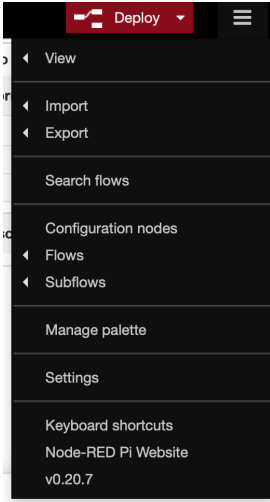 Deploy
View
Import
Export
Search flows
Configuration nodes
Flows
Subflows
Manage palette
Settings
Keyboard shortcuts
Node-RED Pi Website
v0.20.7